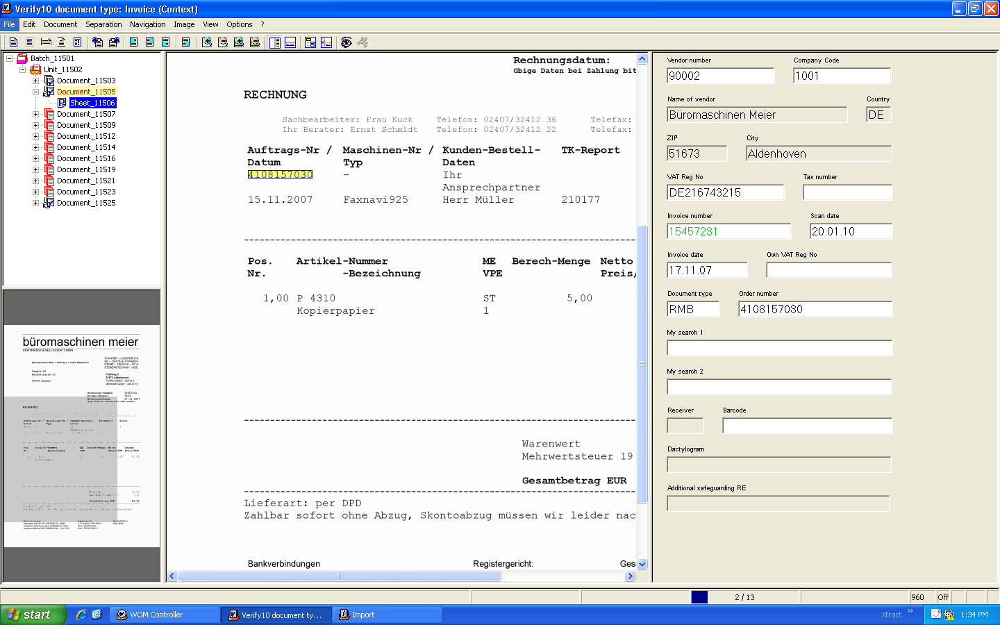 Verify10 document type: Invoice (Context)
File Edit Document Separation Navigation Image View Options ?
Batch_11501
Unit_11502
Document_11503
Document_11505
Sheet_11506
Document_11507
Document_11509
Document_11512
Document_11514
Document_11516
Document_11519
Document_11521
Document_11523
Document_11525
büromaschinen meier
VERTRIEBSGESELLSCHAFT MBH
Rechnungsdatum:
Obige Daten bei Zahlung bit
RECHNUNG
Sachbearbeiter: Frau Kuck Telefon: 02407/32412 36 Telefax:
Ihr Berater: Ernst Schmidt Telefon: 02407/32412 22 Telefax:
Auftrags-Nr / Maschinen-Nr / Kunden-Bestell- TK-Report
Datum Typ Daten
4108157030 - Ihr
Ansprechpartner
15.11.2007 Faxnavi925 Herr Müller 210177
Pos. Artikel-Nummer ME Berech-Menge Netto
Nr. -Bezeichnung VPE Preis/
1,00 P 4310 ST 5,00
Kopierpapier 1
Warenwert
Mehrwertsteuer 19
Gesamtbetrag EUR
Lieferart: per DPD
Zahlbar sofort ohne Abzug, Skontoabzug müssen wir leider nac
Bankverbindungen Registergericht: Ges
Vendor number Company Code
90002 1001
Name of vendor Country
Büromaschinen Meier DE
ZIP City
51673 Aldenhoven
VAT Reg No Tax number
DE216743215
Invoice number Scan date
15457231 20.01.10
Invoice date Own VAT Reg No
17.11.07
Document type Order number
RMB 4108157030
My search 1
My search 2
Receiver Barcode
Dactylogram
Additional safeguarding RE
2 / 13 960 Off
start WOM Controller Verify10 document ty... Import Xtract » 1:34 PM